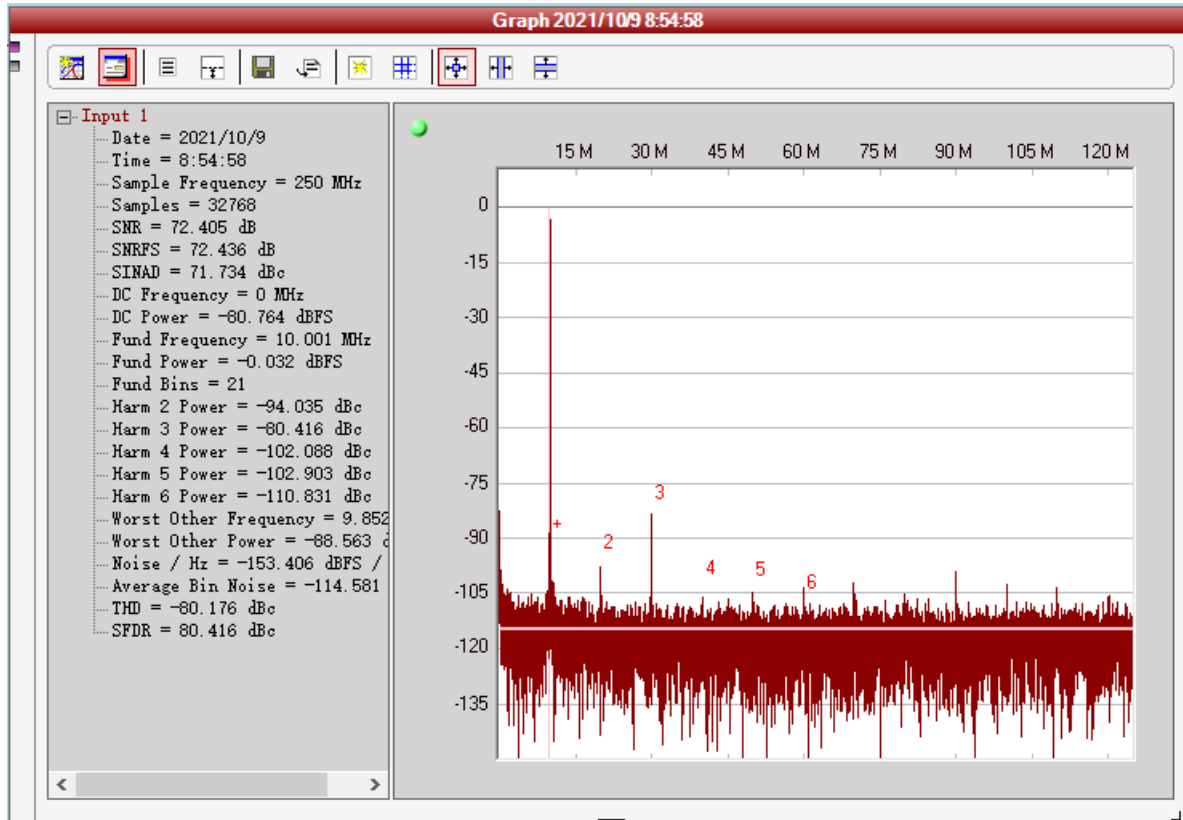 Graph 2021/10/9 8:54:58
Input 1
Date = 2021/10/9
Time = 8:54:58
Sample Frequency = 250 MHz
Samples = 32768
SNR = 72.405 dB
SNRFS = 72.436 dB
SINAD = 71.734 dBc
DC Frequency = 0 MHz
DC Power = -80.764 dBFS
Fund Frequency = 10.001 MHz
Fund Power = -0.032 dBFS
Fund Bins = 21
Harm 2 Power = -94.035 dBc
Harm 3 Power = -80.416 dBc
Harm 4 Power = -102.088 dBc
Harm 5 Power = -102.903 dBc
Harm 6 Power = -110.831 dBc
Worst Other Frequency = 9.852
Worst Other Power = -88.563 d
Noise / Hz = -153.406 dBFS /
Average Bin Noise = -114.581
THD = -80.176 dBc
SFDR = 80.416 dBc
15 M 30 M 45 M 60 M 75 M 90 M 105 M 120 M
0
-15
-30
-45
-60
-75
-90
-105
-120
-135
+
2
3
4
5
6